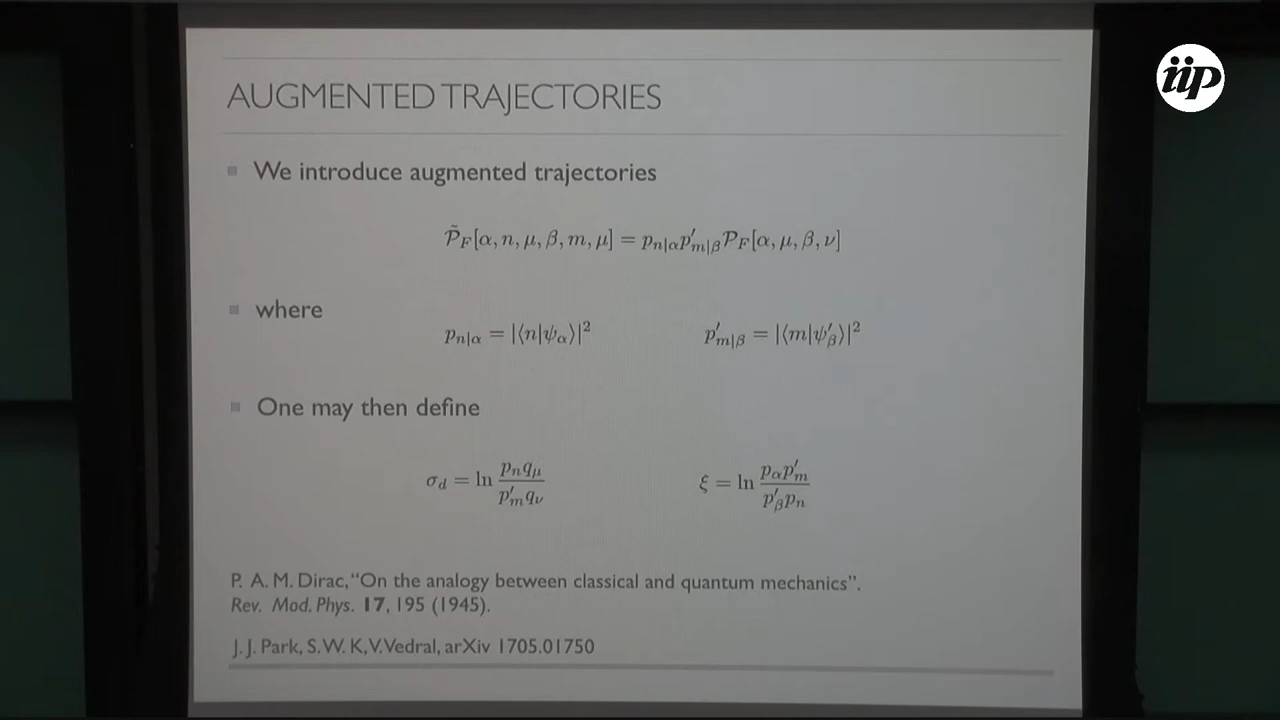 iip
AUGMENTED TRAJECTORIES
We introduce augmented trajectories
P̃_F[α, n, μ, β, m, μ] = p_{n|α}p′_{m|β}P_F[α, μ, β, ν]
where
p_{n|α} = |⟨n|ψ_α⟩|² p′_{m|β} = |⟨m|ψ′_β⟩|²
One may then define
σ_d = ln p_n q_μ / p′_m q_ν ξ = ln p_α p′_m / p′_β p_n
P. A. M. Dirac, "On the analogy between classical and quantum mechanics".
Rev. Mod. Phys. 17, 195 (1945).
J. J. Park, S. W. K, V. Vedral, arXiv 1705.01750